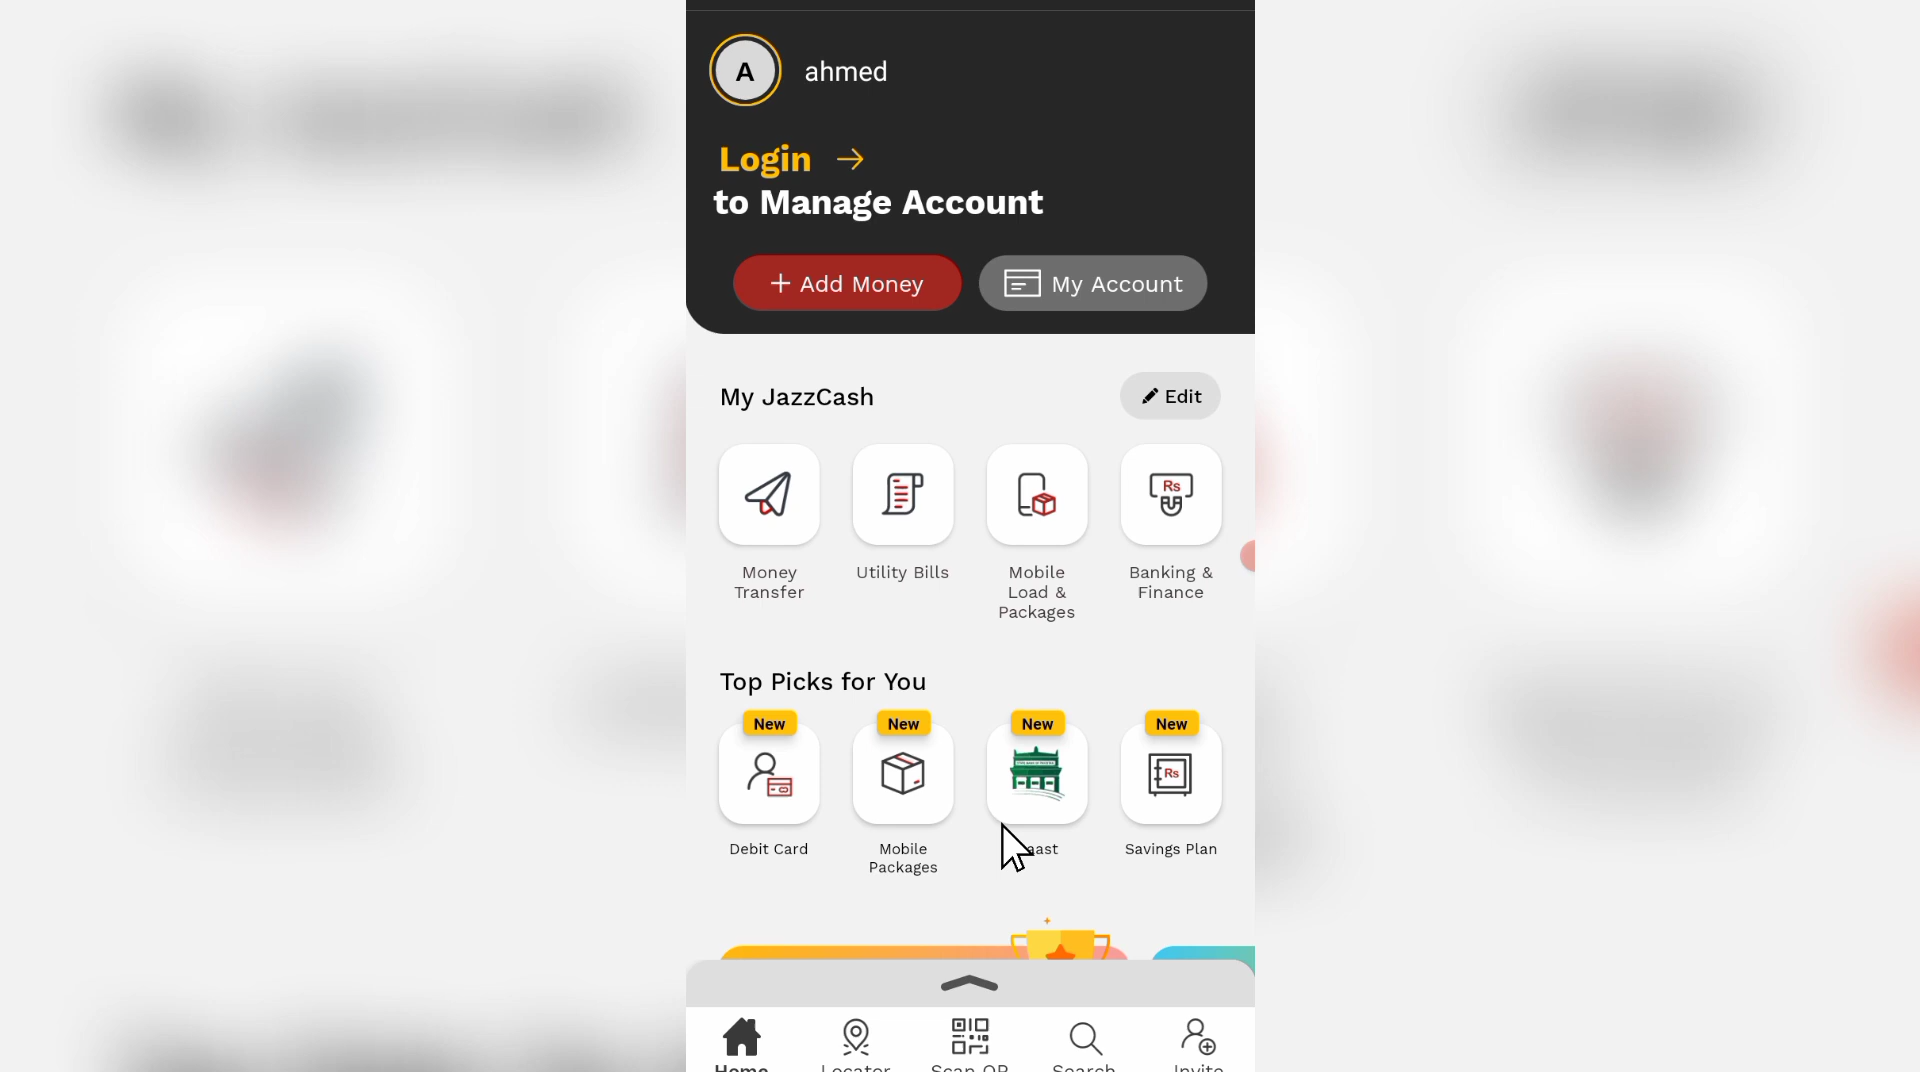 A
ahmed
Login →
to Manage Account
+ Add Money
My Account
My JazzCash
Edit
Rs
Money
Transfer
Utility Bills
Mobile
Load &
Packages
Banking &
Finance
Top Picks for You
New
New
New
New
Rs
Debit Card
Mobile
Packages
aast
Savings Plan
Home
Locator
Scan QR
Search
Invite